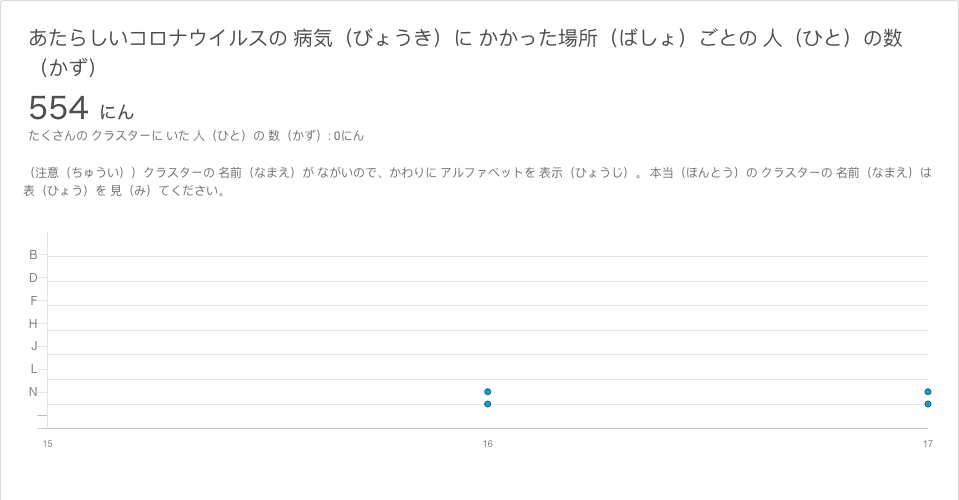 あたらしいコロナウイルスの 病気（びょうき）に かかった場所（ばしょ）ごとの 人（ひと）の数
（かず）
554 にん
たくさんの クラスターに いた 人（ひと）の 数（かず）: 0にん
（注意（ちゅうい））クラスターの 名前（なまえ）が ながいので、かわりに アルファベットを 表示（ひょうじ）。 本当（ほんとう）の クラスターの 名前（なまえ）は
表（ひょう）を 見（み）てください。
B
D
F
H
J
L
N
15 16 17